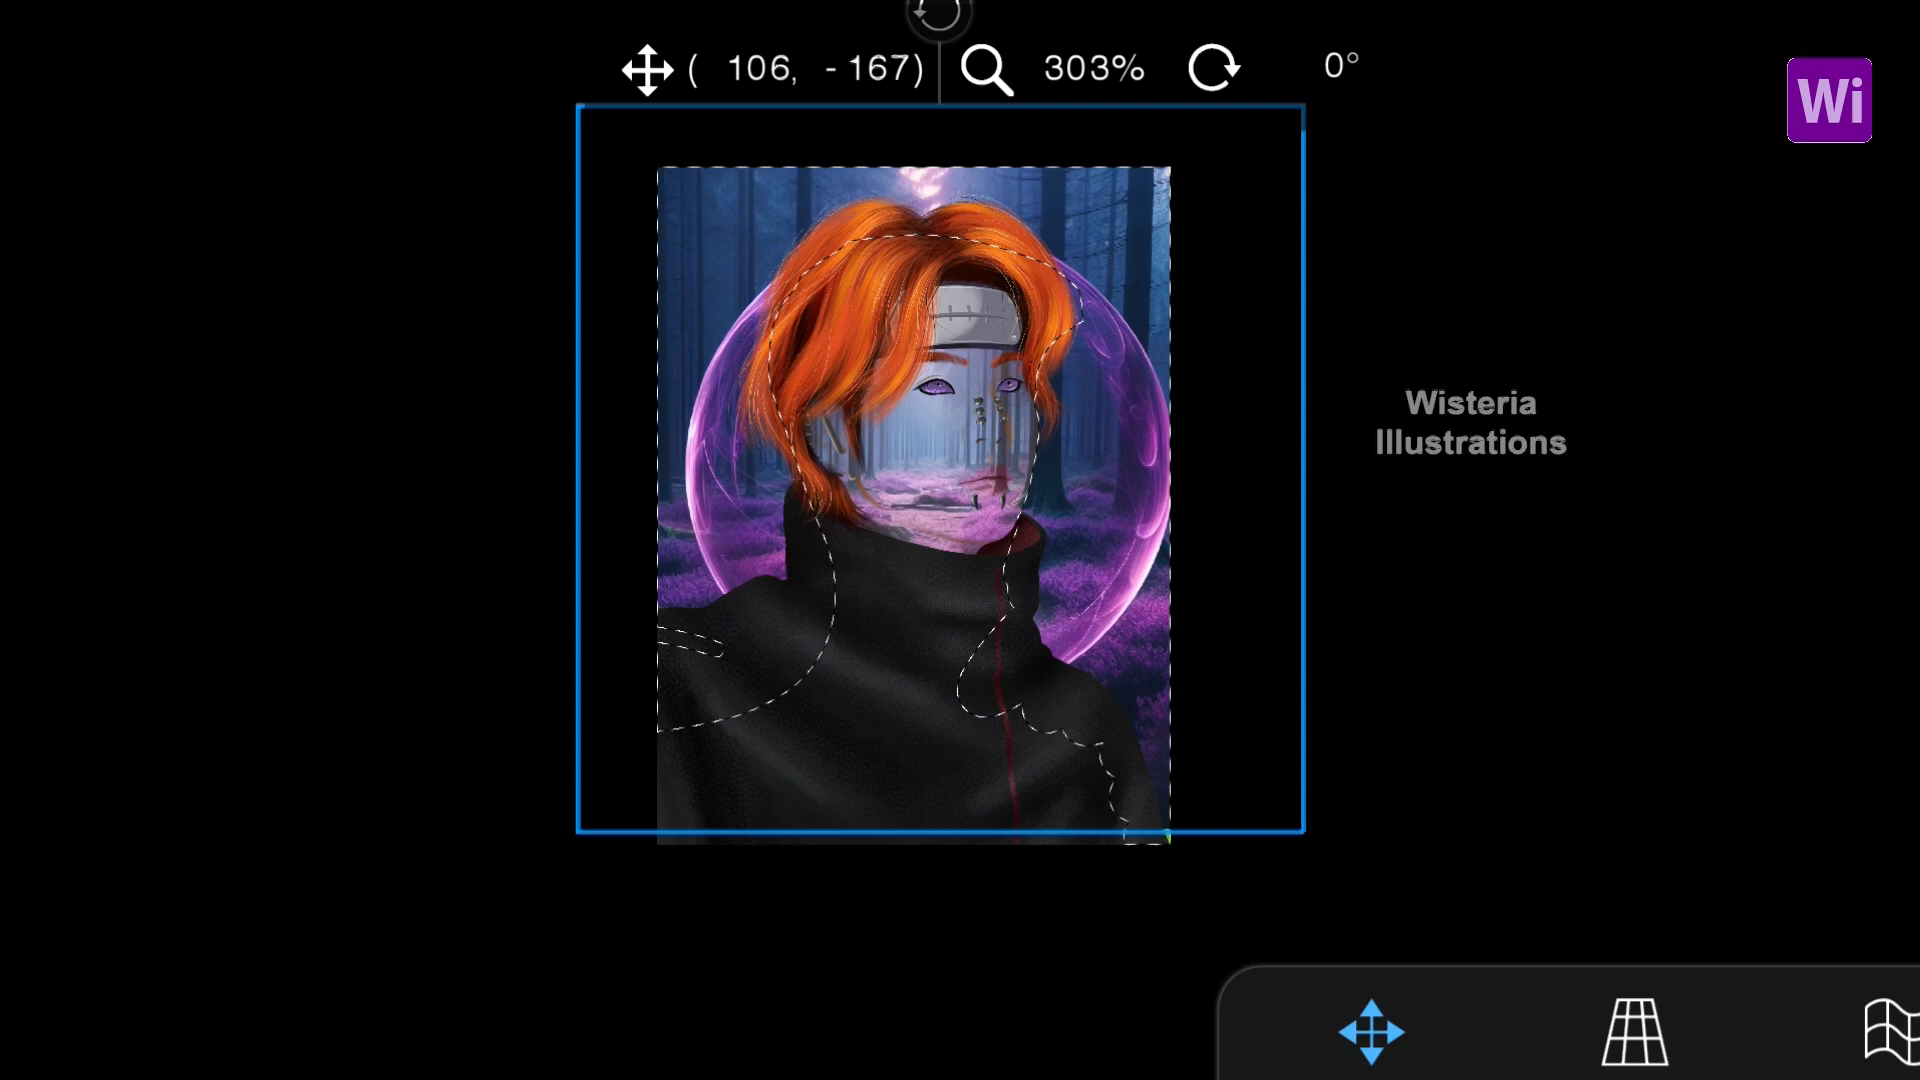 ( 106, - 167) 303% 0°
Wi
Wisteria
Illustrations